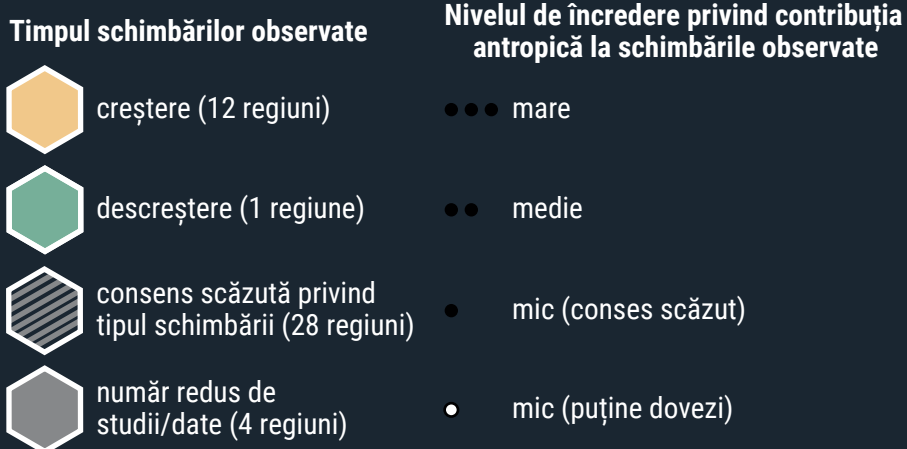 Timpul schimbărilor observate
creștere (12 regiuni)
descreștere (1 regiune)
consens scăzută privind
tipul schimbării (28 regiuni)
număr redus de
studii/date (4 regiuni)
Nivelul de încredere privind contribuția
antropică la schimbările observate
mare
medie
mic (conses scăzut)
mic (puține dovezi)